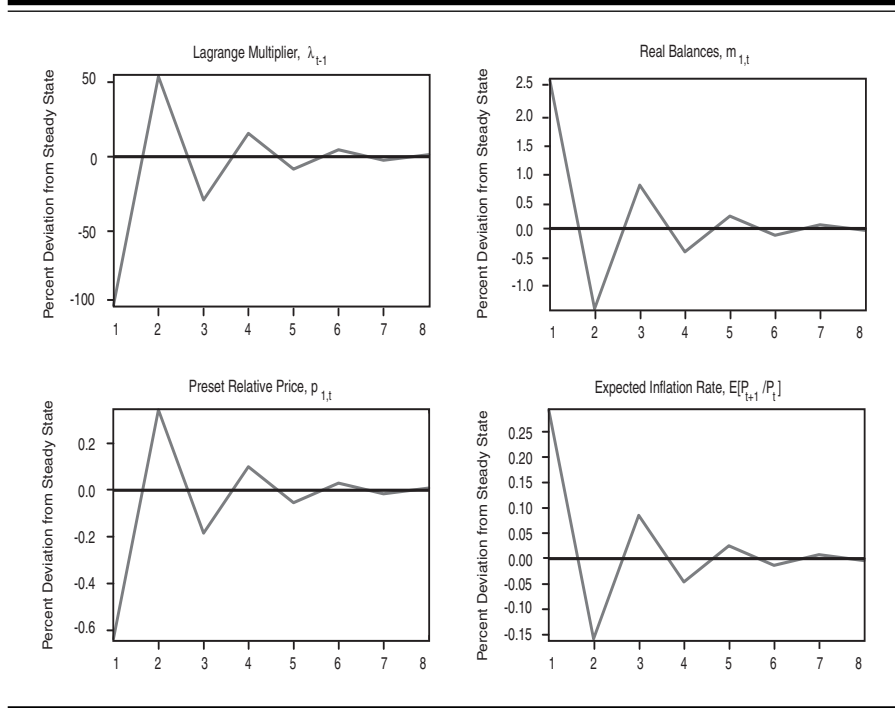 Lagrange Multiplier, λ t-1
Percent Deviation from Steady State
50
0
-50
-100
1 2 3 4 5 6 7 8
Real Balances, m 1,t
Percent Deviation from Steady State
2.5
2.0
1.5
1.0
0.5
0.0
-0.5
-1.0
1 2 3 4 5 6 7 8
Preset Relative Price, p 1,t
Percent Deviation from Steady State
0.2
0.0
-0.2
-0.4
-0.6
1 2 3 4 5 6 7 8
Expected Inflation Rate, E[P t+1 /P t ]
Percent Deviation from Steady State
0.25
0.20
0.15
0.10
0.05
0.00
-0.05
-0.10
-0.15
1 2 3 4 5 6 7 8